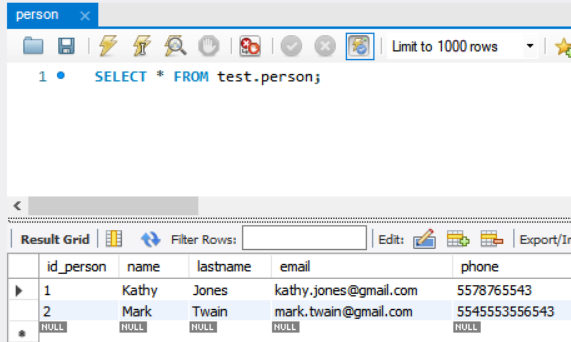 person ×
Limit to 1000 rows
1 SELECT * FROM test.person;
Result Grid Filter Rows: Edit: Export/Ir
id_person name lastname email phone
1 Kathy Jones kathy.jones@gmail.com 5578765543
2 Mark Twain mark.twain@gmail.com 5545553556543
NULL NULL NULL NULL NULL